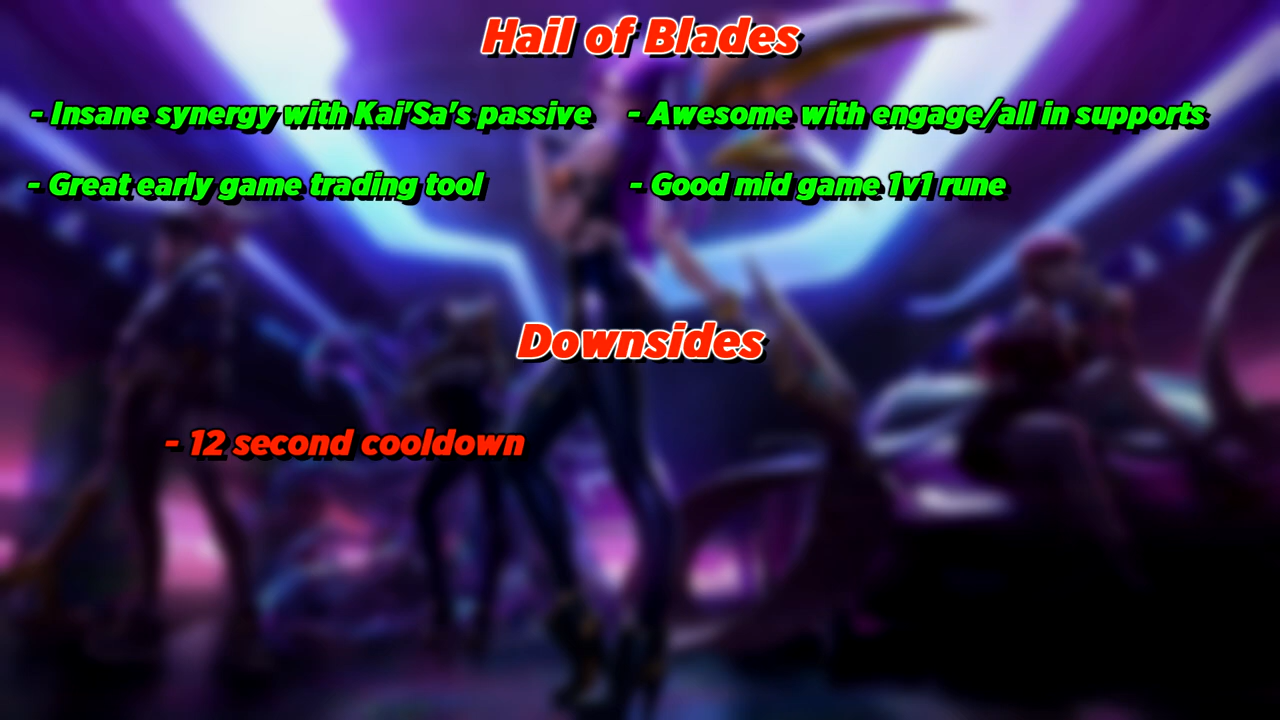 Hail of Blades
- Insane synergy with Kai'Sa's passive
- Awesome with engage/all in supports
- Great early game trading tool
- Good mid game 1v1 rune
Downsides
- 12 second cooldown